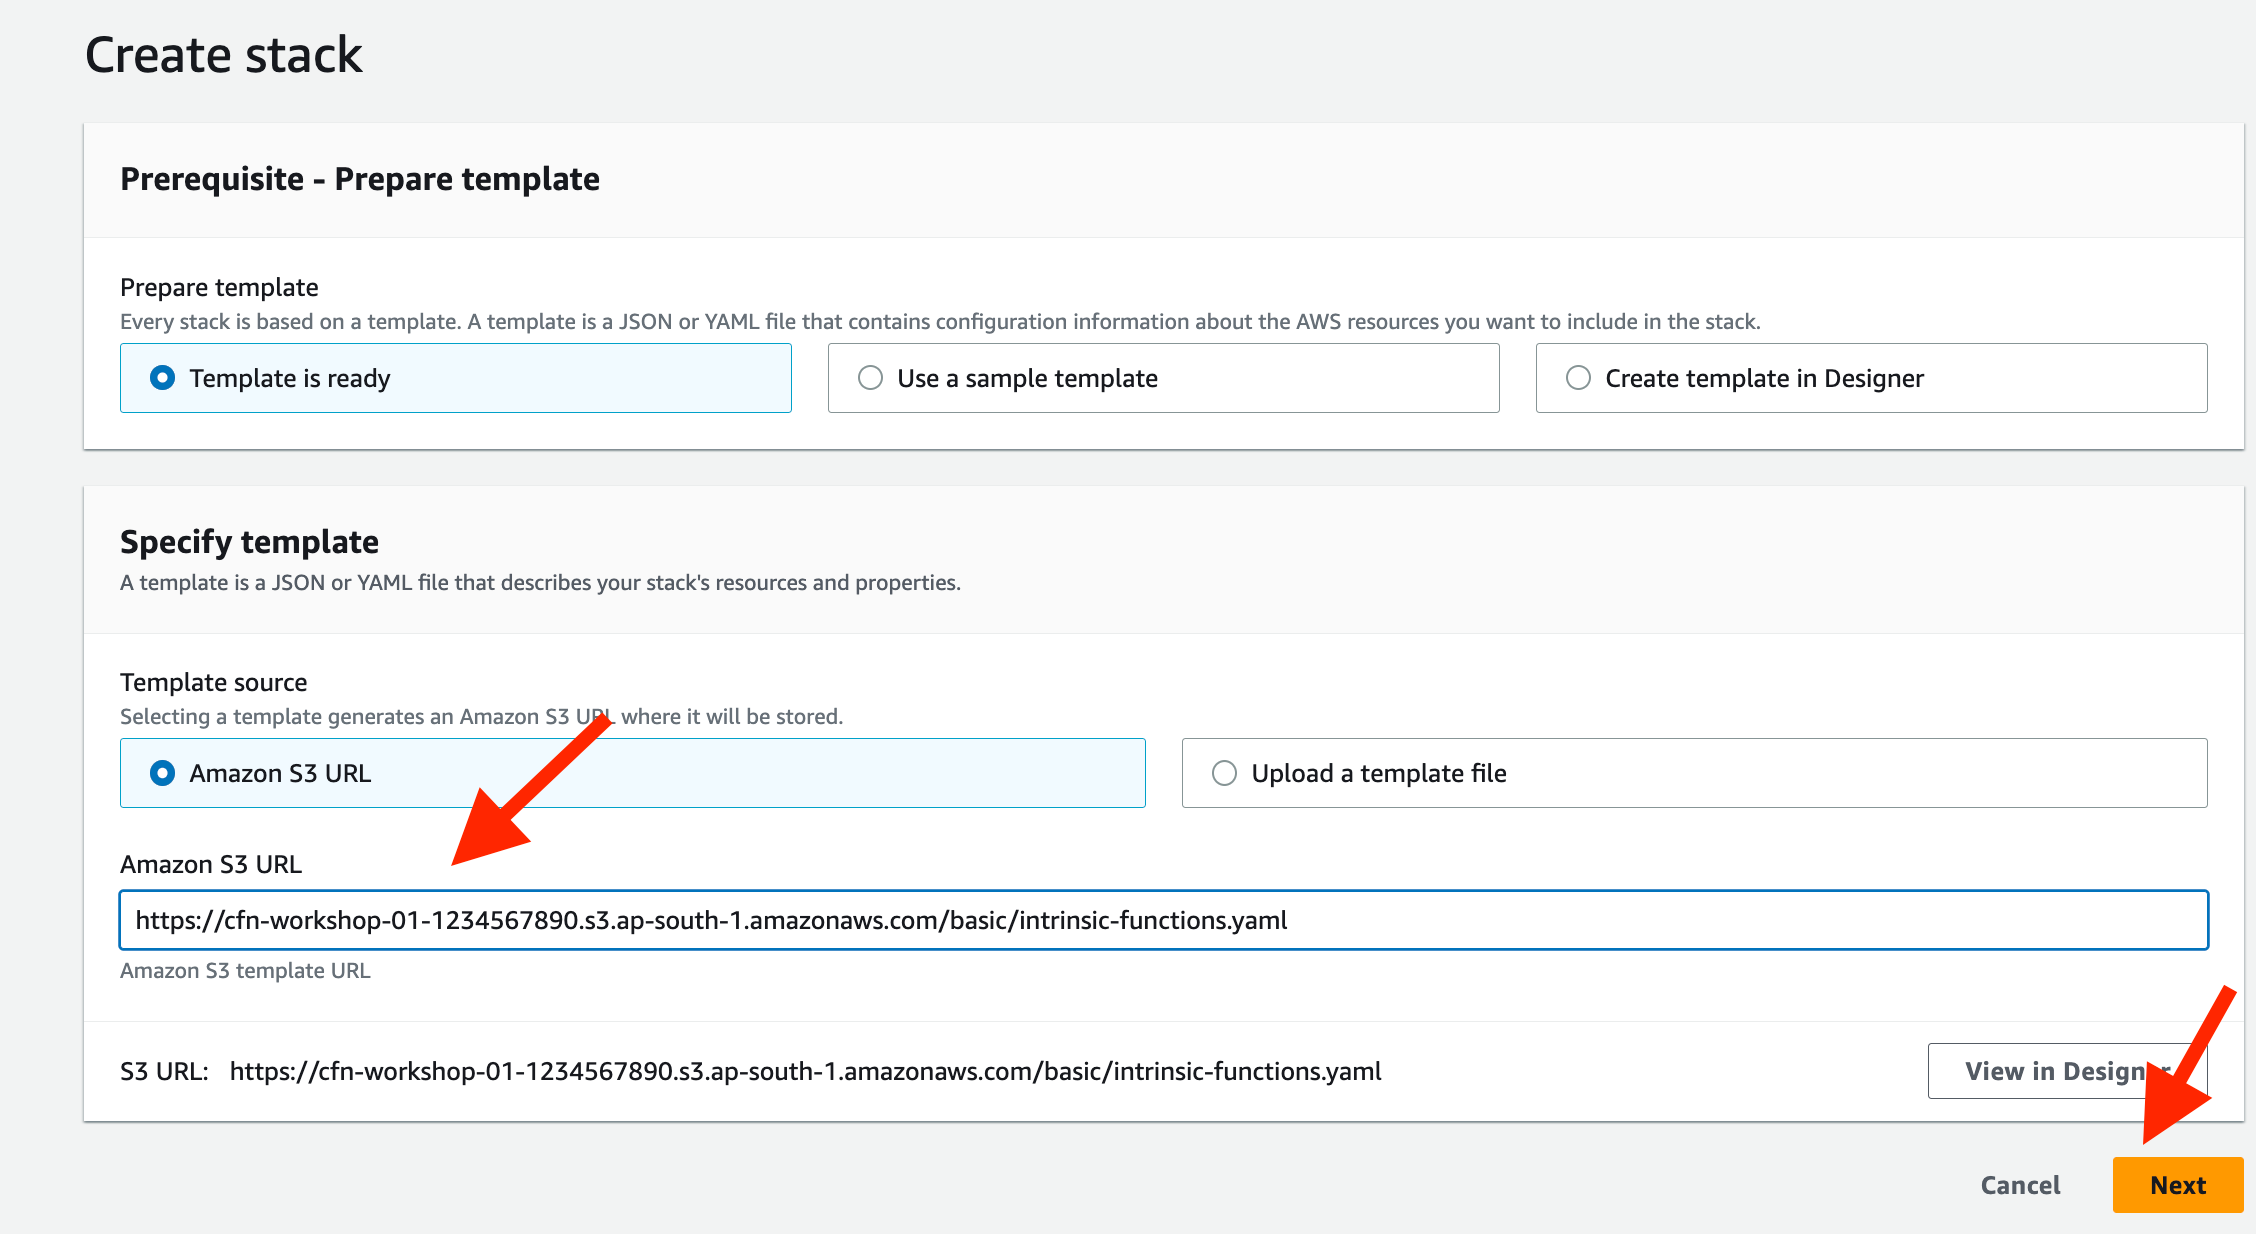 Create stack
Prerequisite - Prepare template
Prepare template
Every stack is based on a template. A template is a JSON or YAML file that contains configuration information about the AWS resources you want to include in the stack.
Template is ready
Use a sample template
Create template in Designer
Specify template
A template is a JSON or YAML file that describes your stack's resources and properties.
Template source
Selecting a template generates an Amazon S3 URL where it will be stored.
Amazon S3 URL
Upload a template file
Amazon S3 URL
https://cfn-workshop-01-1234567890.s3.ap-south-1.amazonaws.com/basic/intrinsic-functions.yaml
Amazon S3 template URL
S3 URL: https://cfn-workshop-01-1234567890.s3.ap-south-1.amazonaws.com/basic/intrinsic-functions.yaml
View in Designer
Cancel
Next